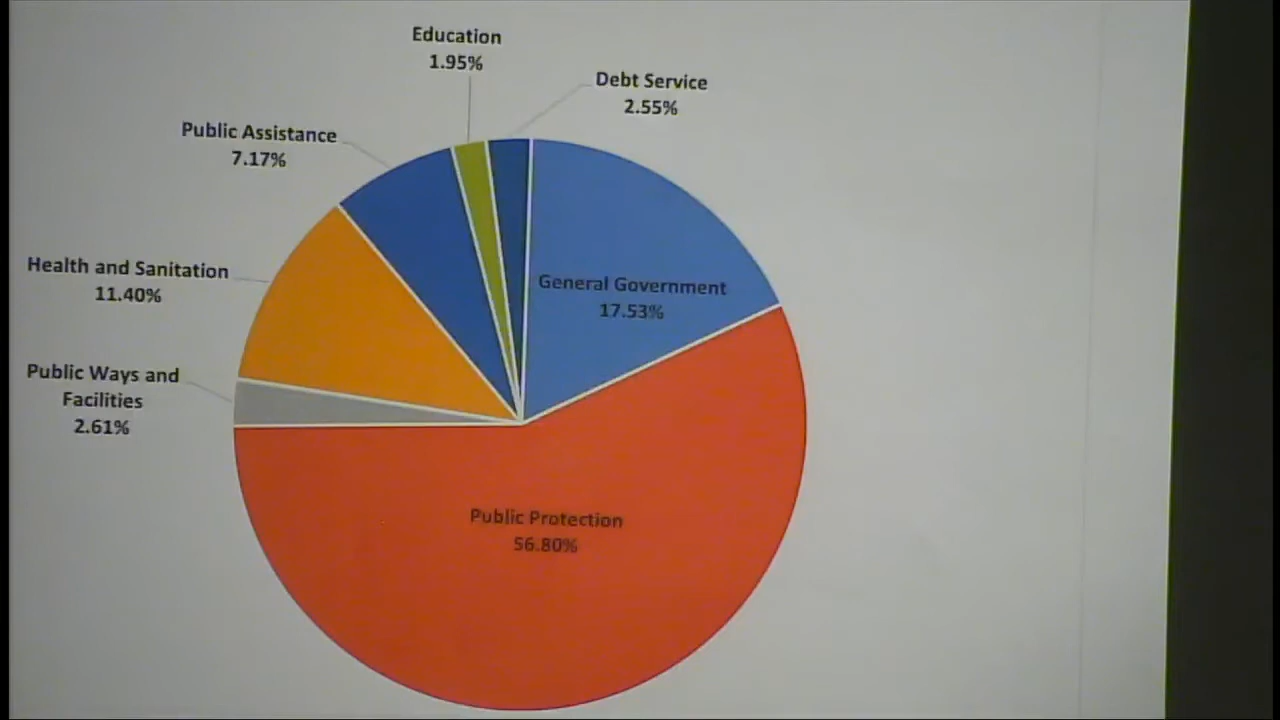 Education
1.95%
Debt Service
2.55%
Public Assistance
7.17%
Health and Sanitation
11.40%
General Government
17.53%
Public Ways and
Facilities
2.61%
Public Protection
56.80%